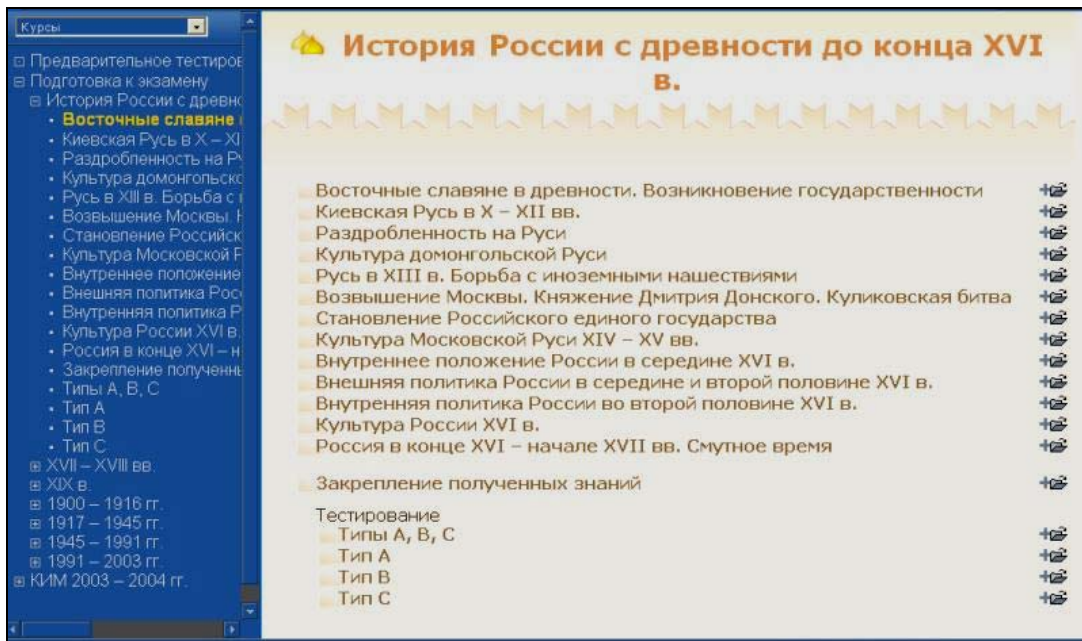 Курсы
Предварительное тестиров
Подготовка к экзамену
История России с древно
Восточные славяне
Киевская Русь в X – XI
Раздробленность на Ру
Культура домонгольско
Русь в XIII в. Борьба с
Возвышение Москвы.
Становление Российск
Культура Московской Р
Внутреннее положение
Внешняя политика Рос
Внутренняя политика Р
Культура России XVI в.
Россия в конце XVI – н
Закрепление полученны
Типы А, В, С
Тип А
Тип В
Тип С
XVII – XVIII вв.
XIX в.
1900 – 1916 гг.
1917 – 1945 гг.
1945 – 1991 гг.
1991 – 2003 гг.
КИМ 2003 – 2004 гг.
История России с древности до конца XVI
в.
Восточные славяне в древности. Возникновение государственности
Киевская Русь в X – XII вв.
Раздробленность на Руси
Культура домонгольской Руси
Русь в XIII в. Борьба с иноземными нашествиями
Возвышение Москвы. Княжение Дмитрия Донского. Куликовская битва
Становление Российского единого государства
Культура Московской Руси XIV – XV вв.
Внутреннее положение России в середине XVI в.
Внешняя политика России в середине и второй половине XVI в.
Внутренняя политика России во второй половине XVI в.
Культура России XVI в.
Россия в конце XVI – начале XVII вв. Смутное время
Закрепление полученных знаний
Тестирование
Типы А, В, С
Тип А
Тип В
Тип С